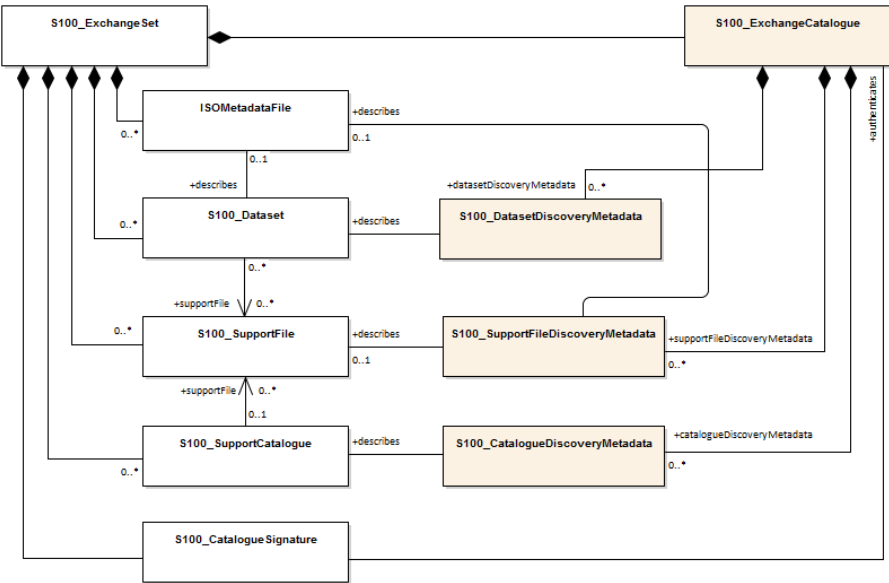 S100_ExchangeSet
S100_ExchangeCatalogue
+authenticates
ISOMetadataFile
+describes
0..*
0..1
0..1
+describes
+datasetDiscoveryMetadata
0..*
S100_Dataset
+describes
S100_DatasetDiscoveryMetadata
0..*
0..*
+supportFile
0..*
S100_SupportFile
+describes
S100_SupportFileDiscoveryMetadata
+supportFileDiscoveryMetadata
0..*
0..1
0..*
+supportFile
0..*
0..1
S100_SupportCatalogue
+describes
S100_CatalogueDiscoveryMetadata
+catalogueDiscoveryMetadata
0..*
0..*
S100_CatalogueSignature